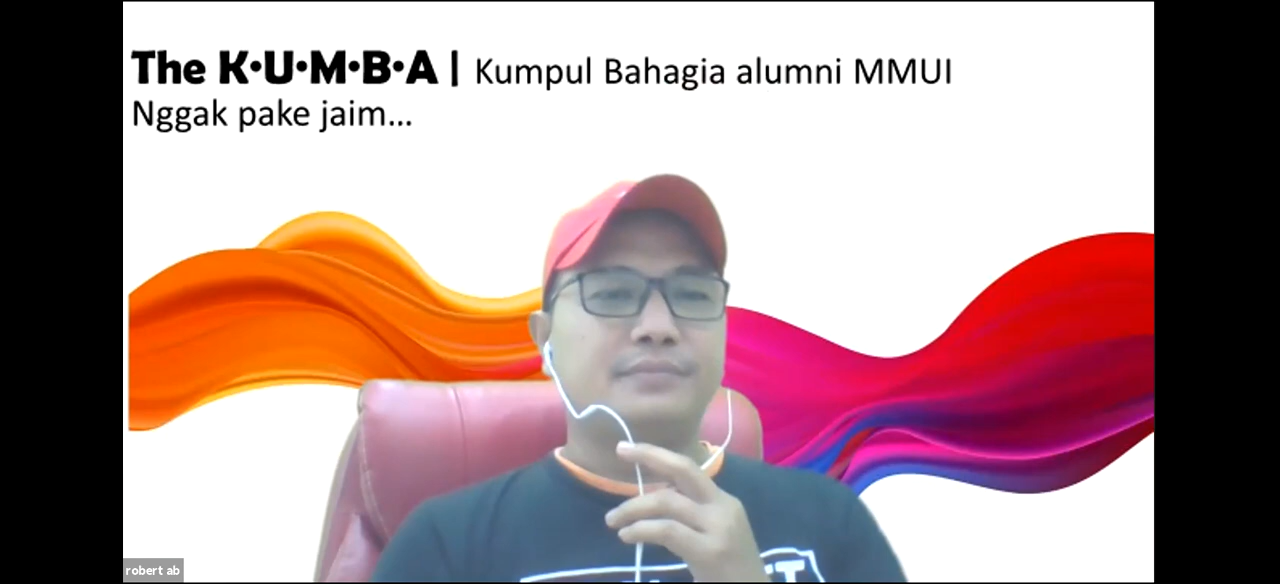 The K•U•M•B•A | Kumpul Bahagia alumni MMUI
Nggak pake jaim...
robert ab